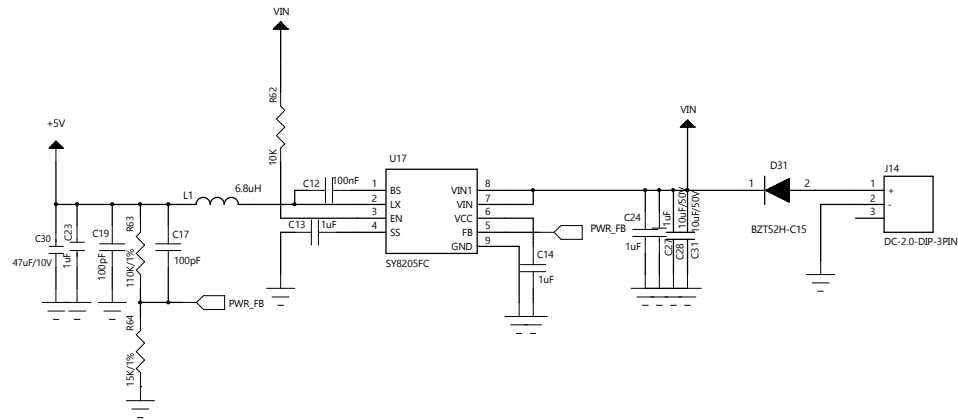 VIN
R62
10K
+5V
L1
6.8uH
C12
100nF
U17
1
BS
2
LX
3
EN
4
SS
VIN1
8
VIN
7
VCC
6
FB
5
GND
9
SY8205FC
C13
1uF
C30
47uF/10V
C23
1uF
C19
100pF
R63
110K/1%
C17
100pF
PWR_FB
R64
15K/1%
PWR_FB
C14
1uF
VIN
C24
1uF
1uF
C27
10uF/50V
C28
10uF/50V
C31
D31
1
2
BZT52H-C15
J14
1
+
2
-
3
DC-2.0-DIP-3PIN